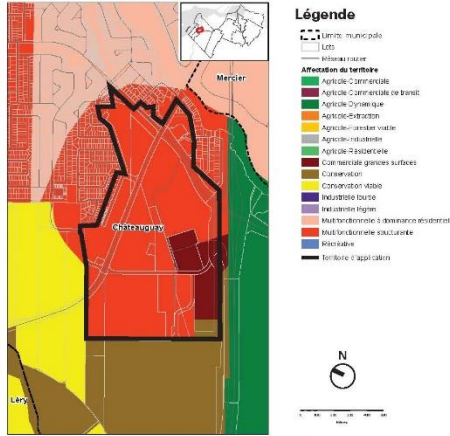 Mercier
Châteauguay
Léry
Légende
Limite municipale
Lots
Réseau routier
Affectation du territoire
Agricole-Commerciale
Agricole-Commerciale de transit
Agricole-Dynamique
Agricole-Extraction
Agricole-Forestier viable
Agricole-Industrielle
Agricole-Résidentielle
Commerciale grandes surfaces
Conservation
Conservation viable
Industrielle lourde
Industrielle légère
Multifonctionnelle à dominance résidentiel
Multifonctionnelle structurante
Récréative
Territoire d'application
N